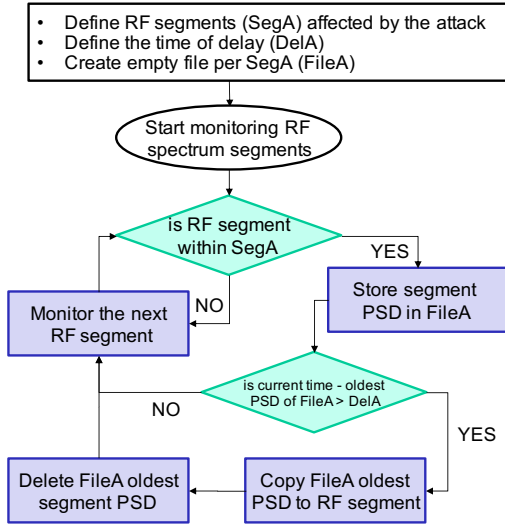 • Define RF segments (SegA) affected by the attack
• Define the time of delay (DelA)
• Create empty file per SegA (FileA)
Start monitoring RF
spectrum segments
is RF segment
within SegA
YES
NO
Monitor the next
RF segment
Store segment
PSD in FileA
is current time - oldest
PSD of FileA > DelA
NO
YES
Delete FileA oldest
segment PSD
Copy FileA oldest
PSD to RF segment